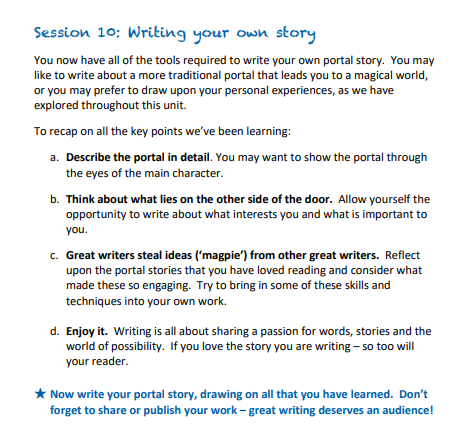 Session 10: Writing your own story
You now have all of the tools required to write your own portal story. You may
like to write about a more traditional portal that leads you to a magical world,
or you may prefer to draw upon your personal experiences, as we have
explored throughout this unit.
To recap on all the key points we've been learning:
a. Describe the portal in detail. You may want to show the portal through
the eyes of the main character.
b. Think about what lies on the other side of the door. Allow yourself the
opportunity to write about what interests you and what is important to
you.
c. Great writers steal ideas ('magpie') from other great writers. Reflect
upon the portal stories that you have loved reading and consider what
made these so engaging. Try to bring in some of these skills and
techniques into your own work.
d. Enjoy it. Writing is all about sharing a passion for words, stories and the
world of possibility. If you love the story you are writing – so too will
your reader.
★ Now write your portal story, drawing on all that you have learned. Don't
forget to share or publish your work – great writing deserves an audience!